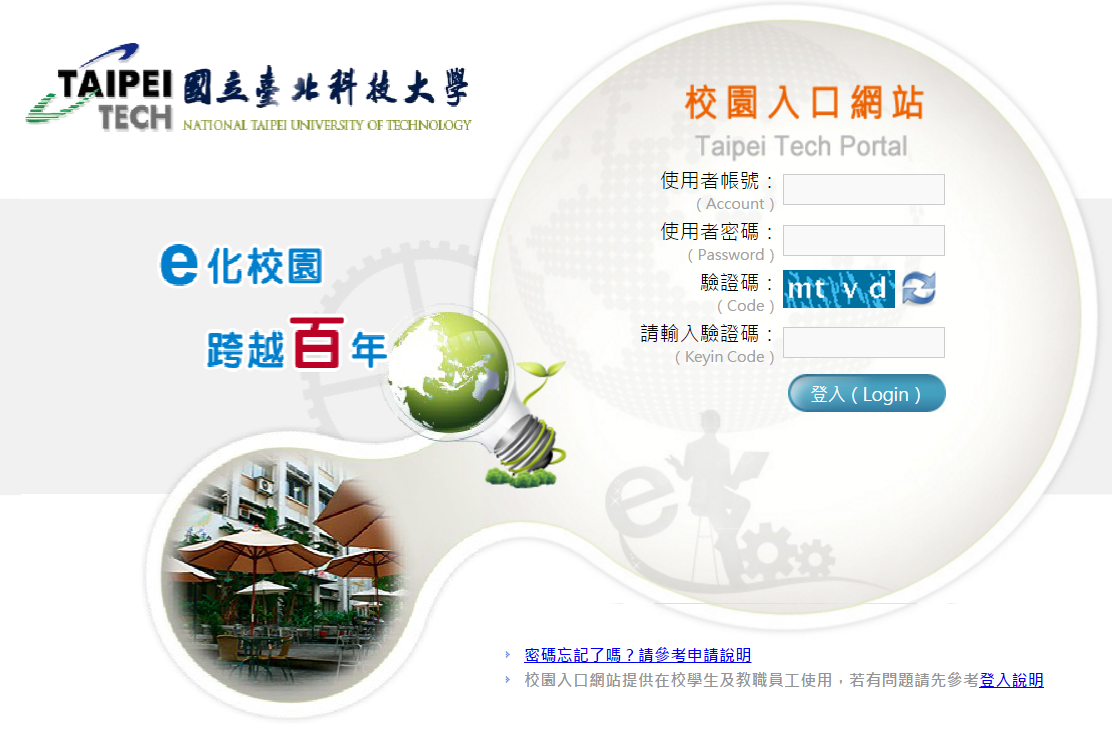 TAIPEI TECH
國立臺北科技大學
NATIONAL TAIPEI UNIVERSITY OF TECHNOLOGY
校園入口網站
Taipei Tech Portal
使用者帳號：
( Account )
使用者密碼：
( Password )
驗證碼：
mt v d
( Code )
請輸入驗證碼：
( Keyin Code )
登入 ( Login )
e化校園
跨越百年
密碼忘記了嗎？請參考申請說明
校園入口網站提供在校學生及教職員工使用，若有問題請先參考登入說明